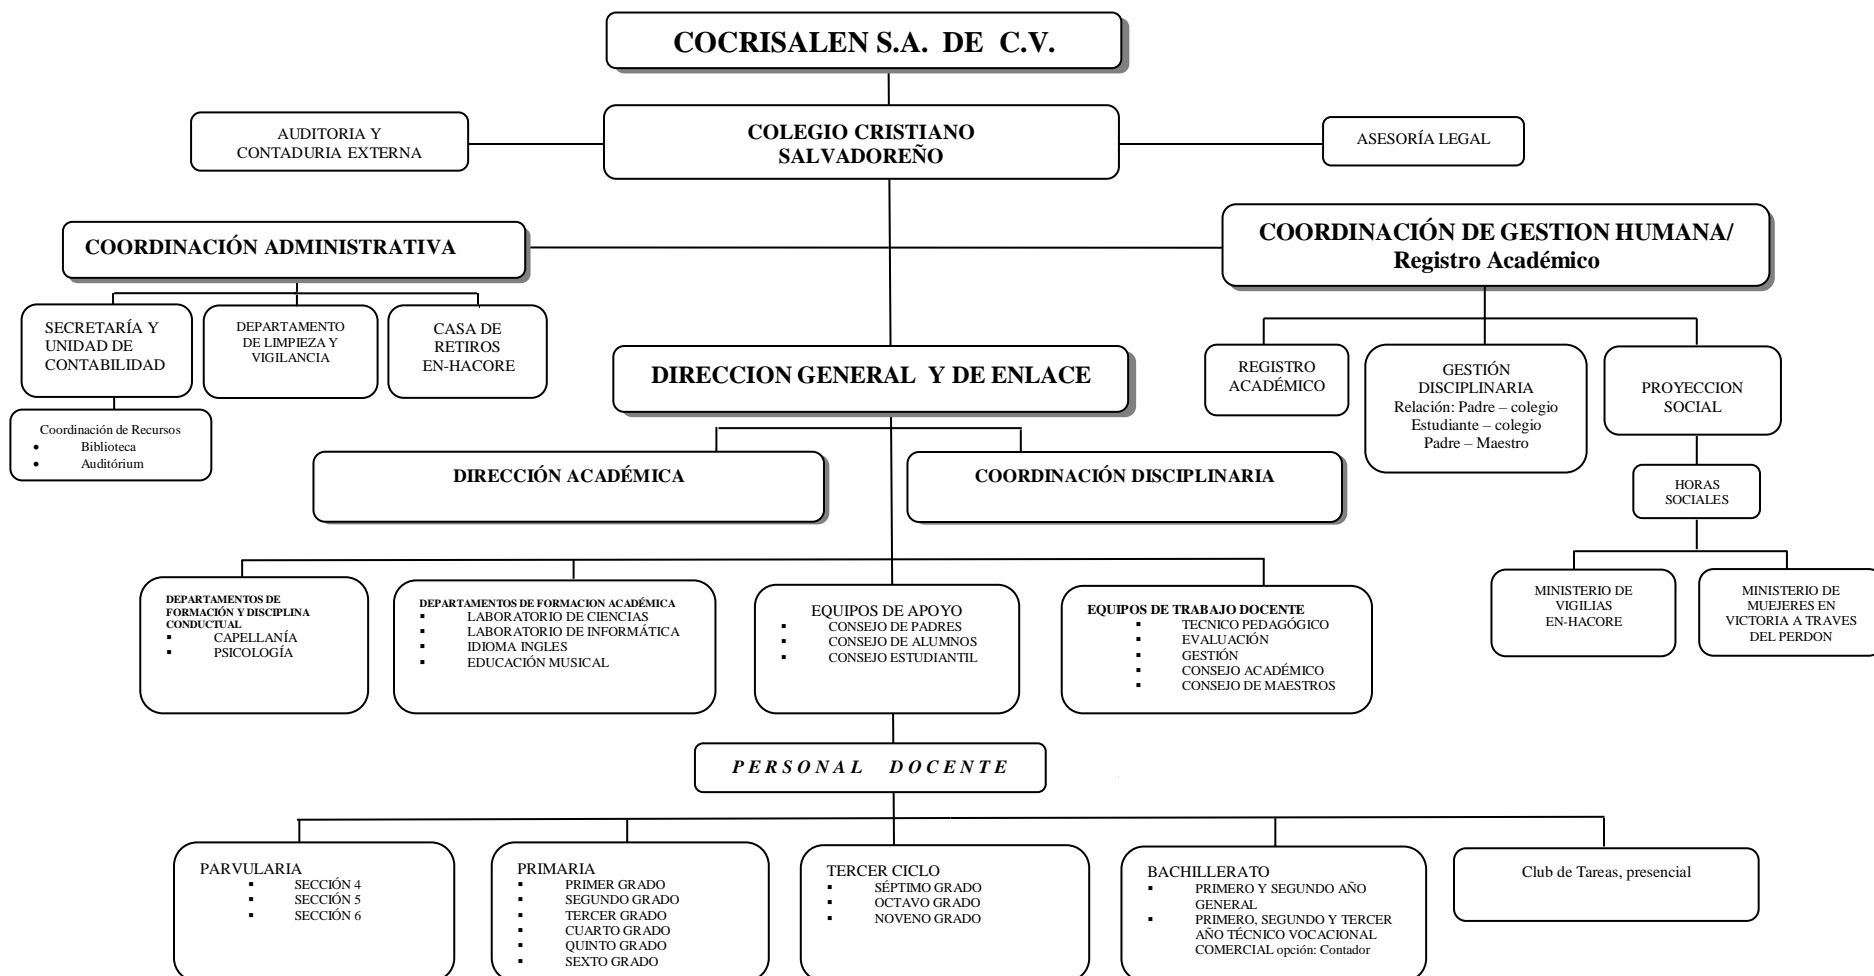 COCRISALEN S.A. DE C.V.
AUDITORIA Y
CONTADURIA EXTERNA
COLEGIO CRISTIANO
SALVADOREÑO
ASESORÍA LEGAL
COORDINACIÓN ADMINISTRATIVA
COORDINACIÓN DE GESTION HUMANA/
Registro Académico
SECRETARÍA Y
UNIDAD DE
CONTABILIDAD
DEPARTAMENTO
DE LIMPIEZA Y
VIGILANCIA
CASA DE
RETIROS
EN-HACORE
Coordinación de Recursos
• Biblioteca
• Auditórium
DIRECCION GENERAL Y DE ENLACE
REGISTRO
ACADÉMICO
GESTIÓN
DISCIPLINARIA
Relación: Padre – colegio
Estudiante – colegio
Padre – Maestro
PROYECCION
SOCIAL
HORAS
SOCIALES
MINISTERIO DE
VIGILIAS
EN-HACORE
MINISTERIO DE
MUEJERES EN
VICTORIA A TRAVES
DEL PERDON
DIRECCIÓN ACADÉMICA
COORDINACIÓN DISCIPLINARIA
DEPARTAMENTOS DE
FORMACIÓN Y DISCIPLINA
CONDUCTUAL
▪ CAPELLANÍA
▪ PSICOLOGÍA
DEPARTAMENTOS DE FORMACION ACADÉMICA
▪ LABORATORIO DE CIENCIAS
▪ LABORATORIO DE INFORMÁTICA
▪ IDIOMA INGLES
▪ EDUCACIÓN MUSICAL
EQUIPOS DE APOYO
▪ CONSEJO DE PADRES
▪ CONSEJO DE ALUMNOS
▪ CONSEJO ESTUDIANTIL
EQUIPOS DE TRABAJO DOCENTE
▪ TECNICO PEDAGÓGICO
▪ EVALUACIÓN
▪ GESTIÓN
▪ CONSEJO ACADÉMICO
▪ CONSEJO DE MAESTROS
PERSONAL DOCENTE
PARVULARIA
▪ SECCIÓN 4
▪ SECCIÓN 5
▪ SECCIÓN 6
PRIMARIA
▪ PRIMER GRADO
▪ SEGUNDO GRADO
▪ TERCER GRADO
▪ CUARTO GRADO
▪ QUINTO GRADO
▪ SEXTO GRADO
TERCER CICLO
▪ SÉPTIMO GRADO
▪ OCTAVO GRADO
▪ NOVENO GRADO
BACHILLERATO
▪ PRIMERO Y SEGUNDO AÑO
GENERAL
▪ PRIMERO, SEGUNDO Y TERCER
AÑO TÉCNICO VOCACIONAL
COMERCIAL opción: Contador
Club de Tareas, presencial